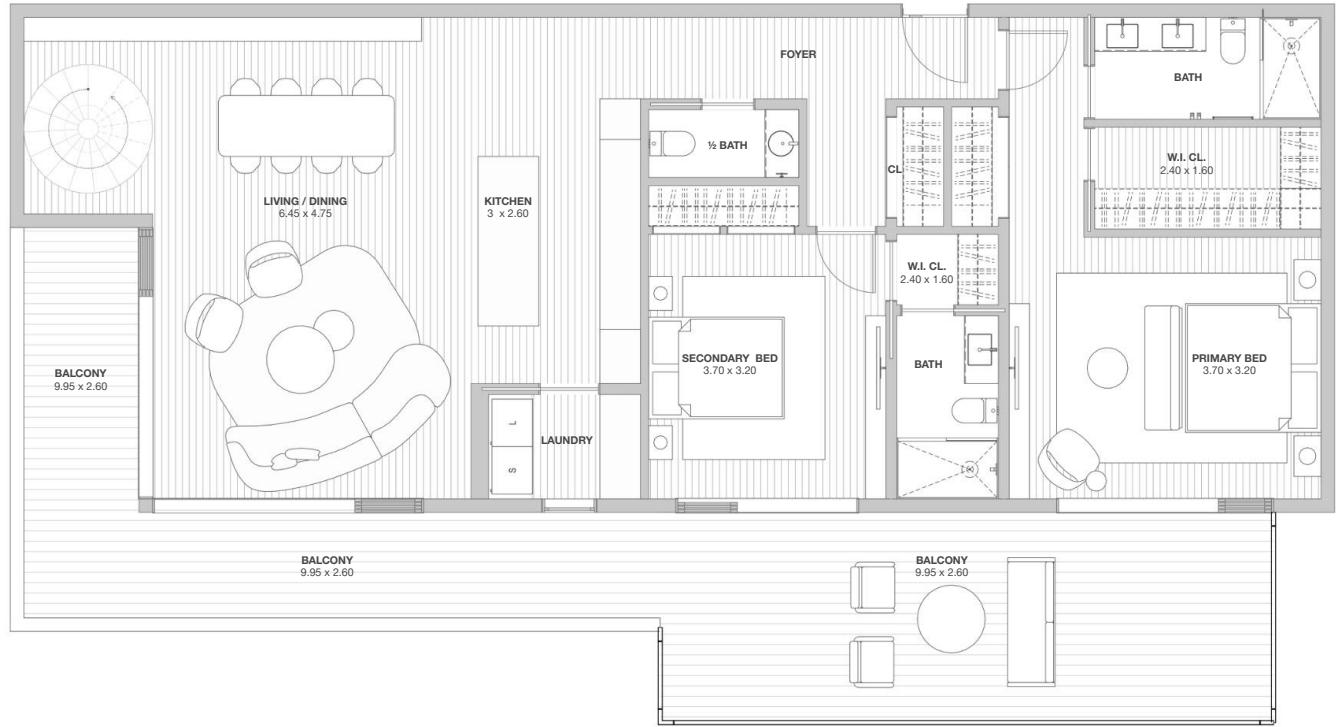 FOYER
BATH
½ BATH
CL
W.I. CL.
2.40 x 1.60
LIVING / DINING
6.45 x 4.75
KITCHEN
3 x 2.60
W.I. CL.
2.40 x 1.60
BALCONY
9.95 x 2.60
SECONDARY BED
3.70 x 3.20
BATH
PRIMARY BED
3.70 x 3.20
L
LAUNDRY
S
BALCONY
9.95 x 2.60
BALCONY
9.95 x 2.60